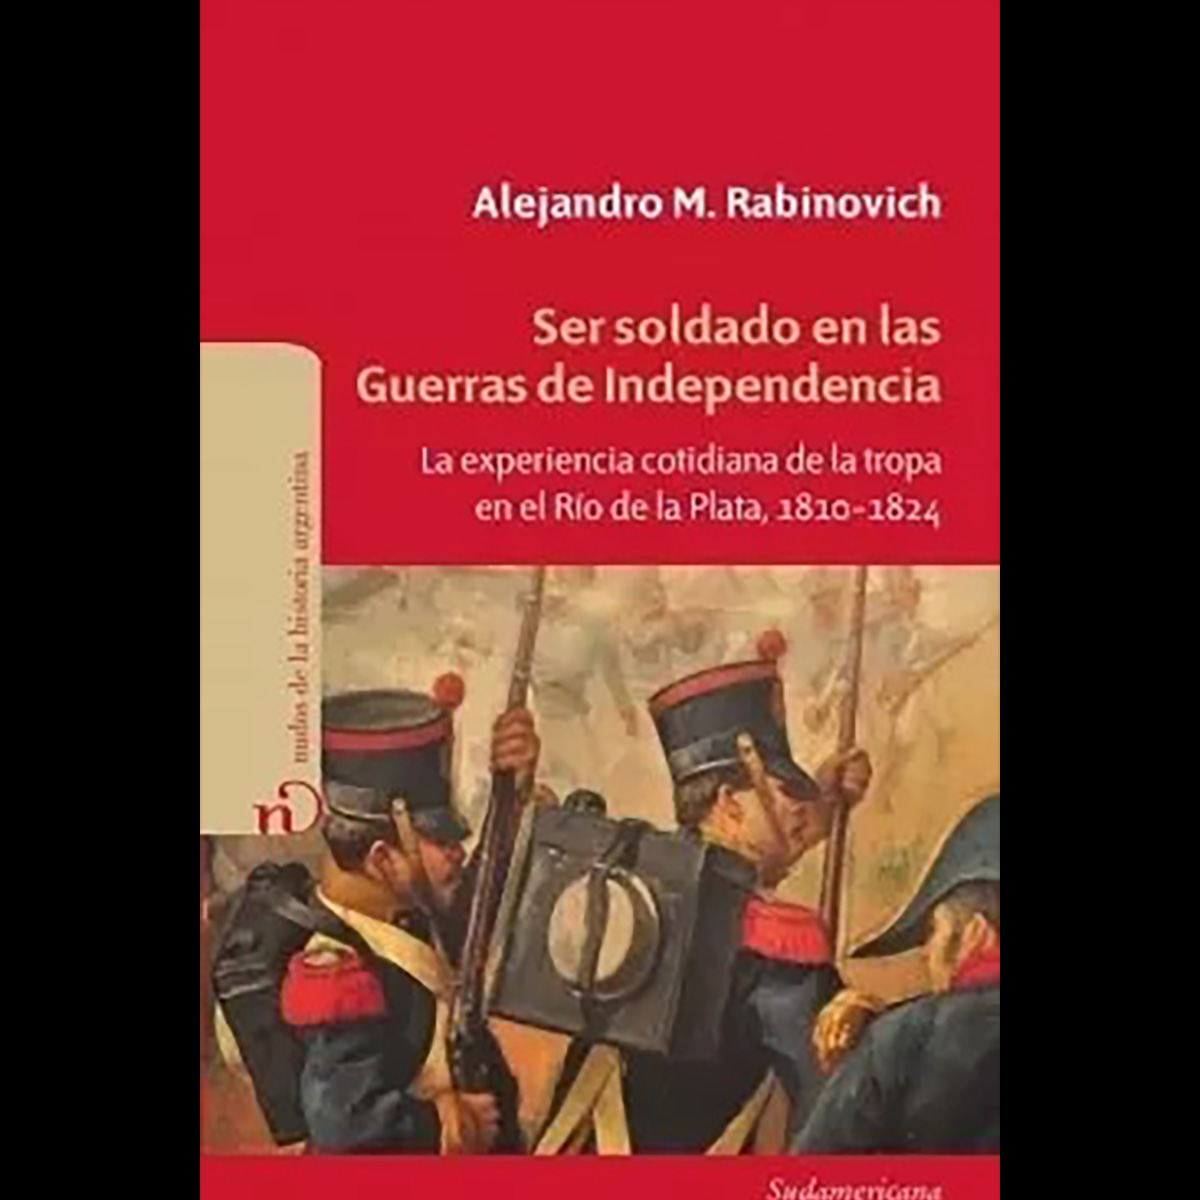 Alejandro M. Rabinovich
Ser soldado en las
Guerras de Independencia
La experiencia cotidiana de la tropa
en el Río de la Plata, 1810-1824
nudos de la historia argentina
n
Sudamericana